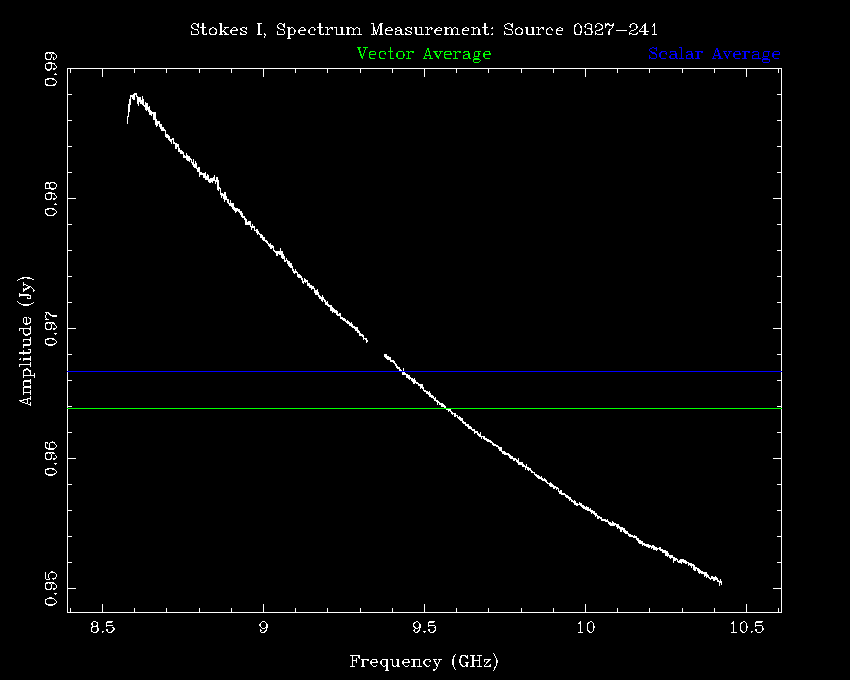 Stokes I, Spectrum Measurement: Source 0327−241
Vector Average Scalar Average
0.99
0.98
0.97
0.96
0.95
Amplitude (Jy)
8.5 9 9.5 10 10.5
Frequency (GHz)